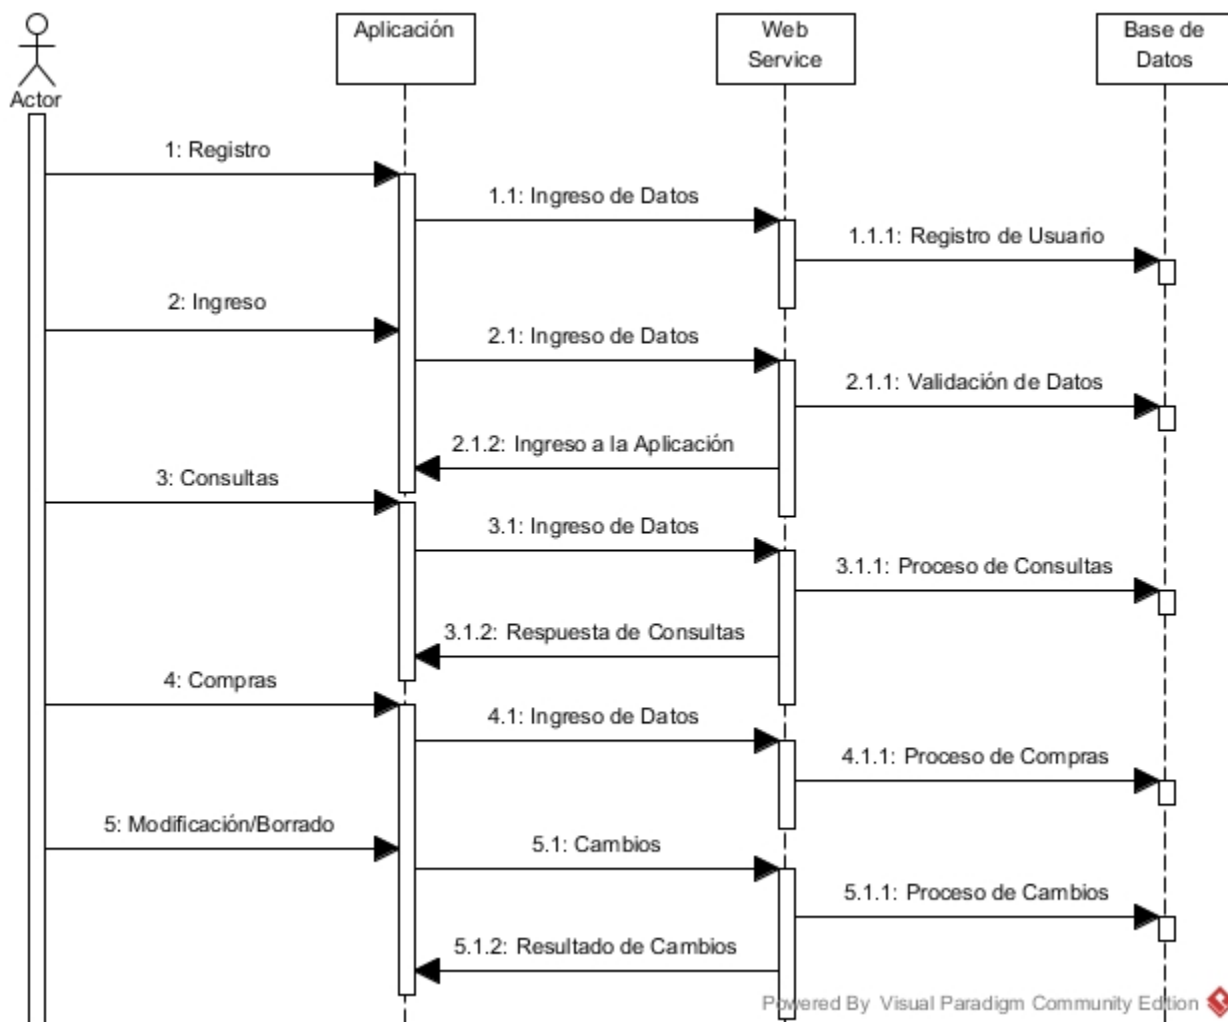 Actor
Aplicación
Web
Service
Base de
Datos
1: Registro
1.1: Ingreso de Datos
1.1.1: Registro de Usuario
2: Ingreso
2.1: Ingreso de Datos
2.1.1: Validación de Datos
2.1.2: Ingreso a la Aplicación
3: Consultas
3.1: Ingreso de Datos
3.1.1: Proceso de Consultas
3.1.2: Respuesta de Consultas
4: Compras
4.1: Ingreso de Datos
4.1.1: Proceso de Compras
5: Modificación/Borrado
5.1: Cambios
5.1.1: Proceso de Cambios
5.1.2: Resultado de Cambios
Powered By Visual Paradigm Community Edition